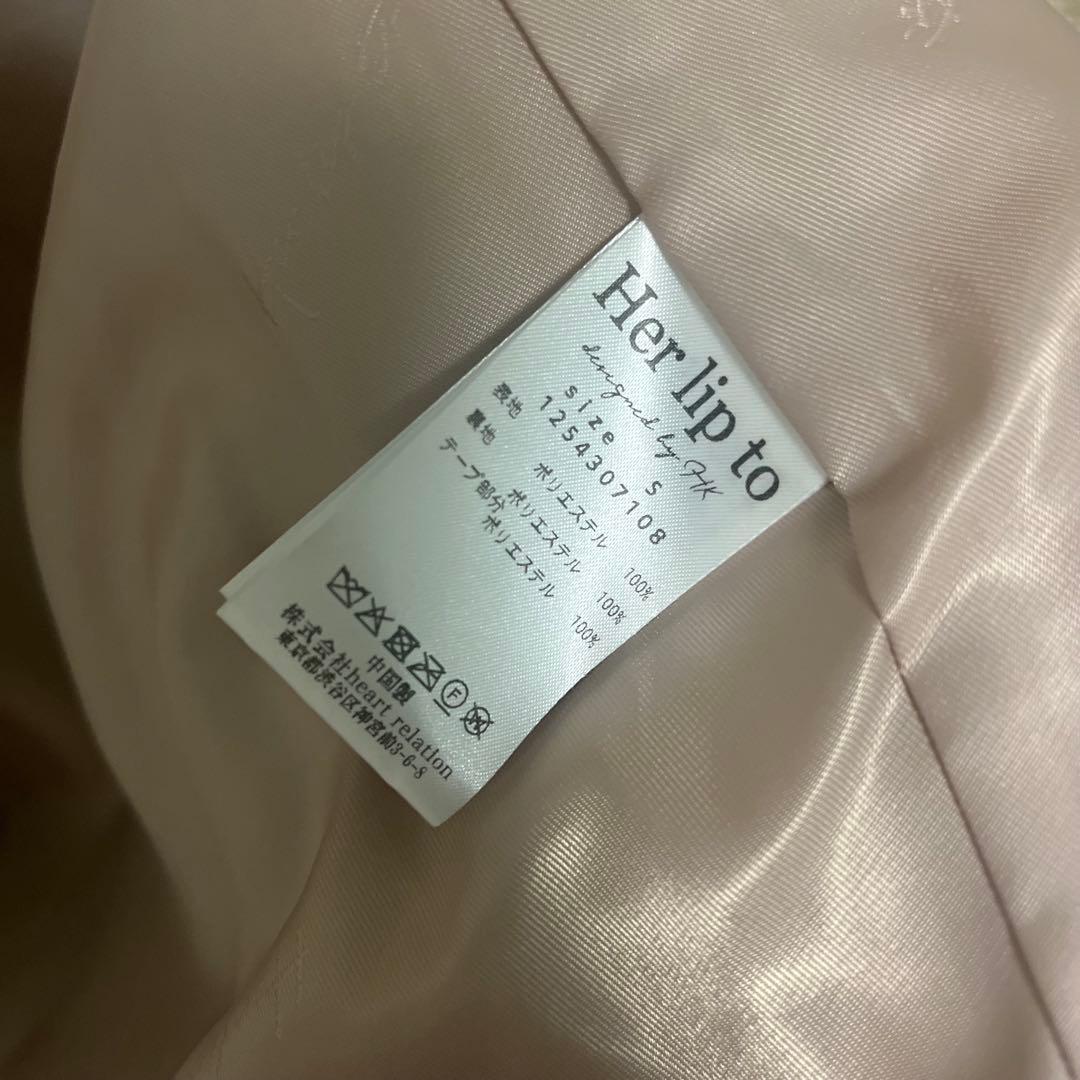 Her lip to
designed by HK
size S
1254307108
表地 ポリエステル 100%
裏地 ポリエステル 100%
テープ部分
ポリエステル 100%
F
W
中国製
株式会社heart relation
東京都渋谷区神宮前3-6-8